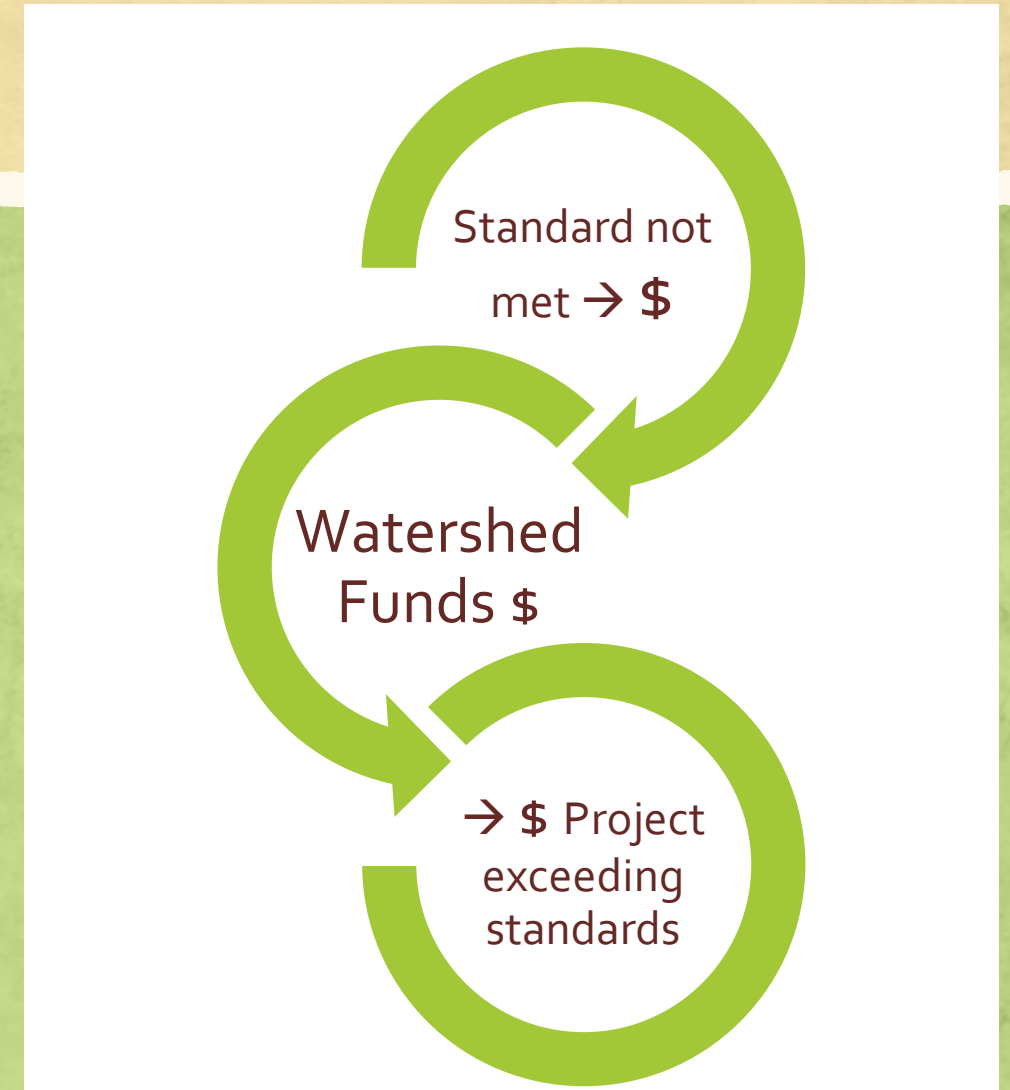 Standard not
met → $
Watershed
Funds $
→ $ Project
exceeding
standards